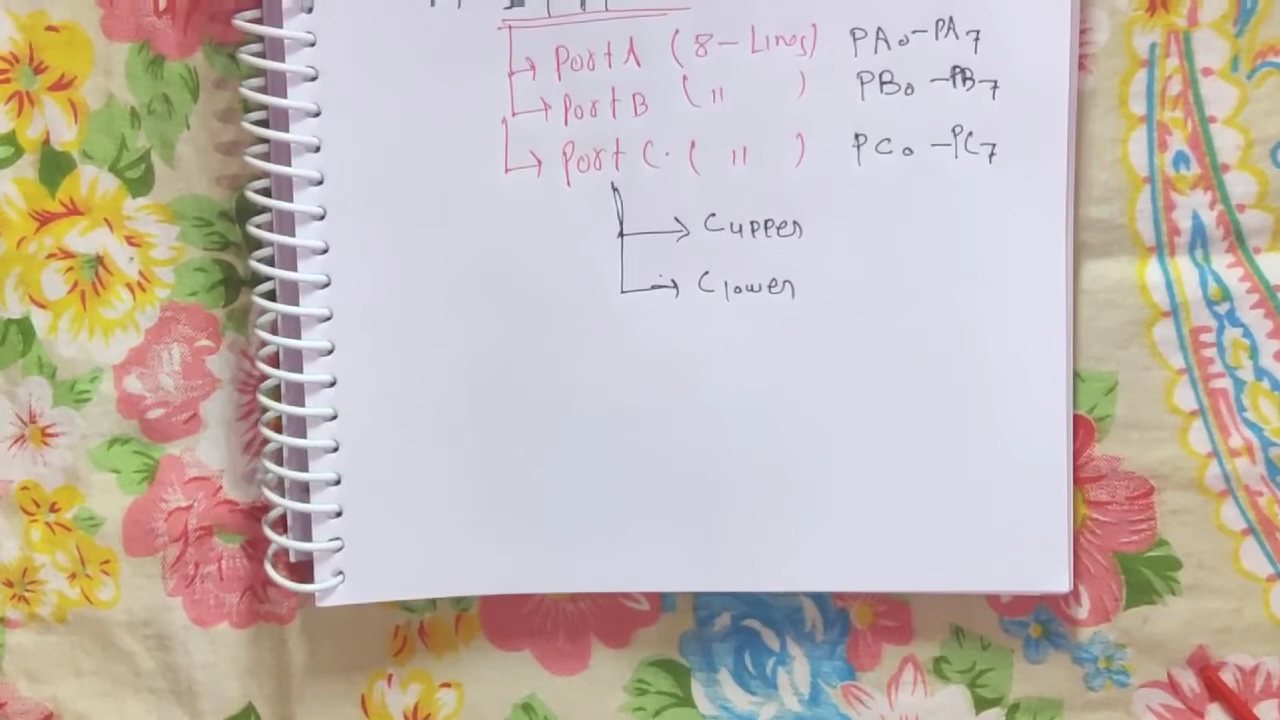 Port A (8-Lines) PA0-PA7
Port B ( " ) PB0-PB7
Port C. ( " ) PC0-PC7
Cupper
Clower